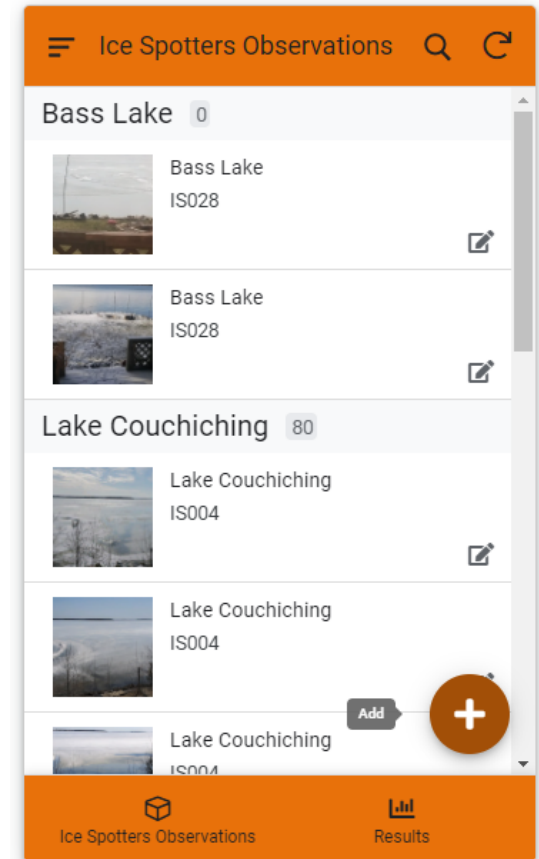 Ice Spotters Observations
Bass Lake 0
Bass Lake
IS028
Bass Lake
IS028
Lake Couchiching 80
Lake Couchiching
IS004
Lake Couchiching
IS004
Add
Lake Couchiching
IS004
Ice Spotters Observations
Results